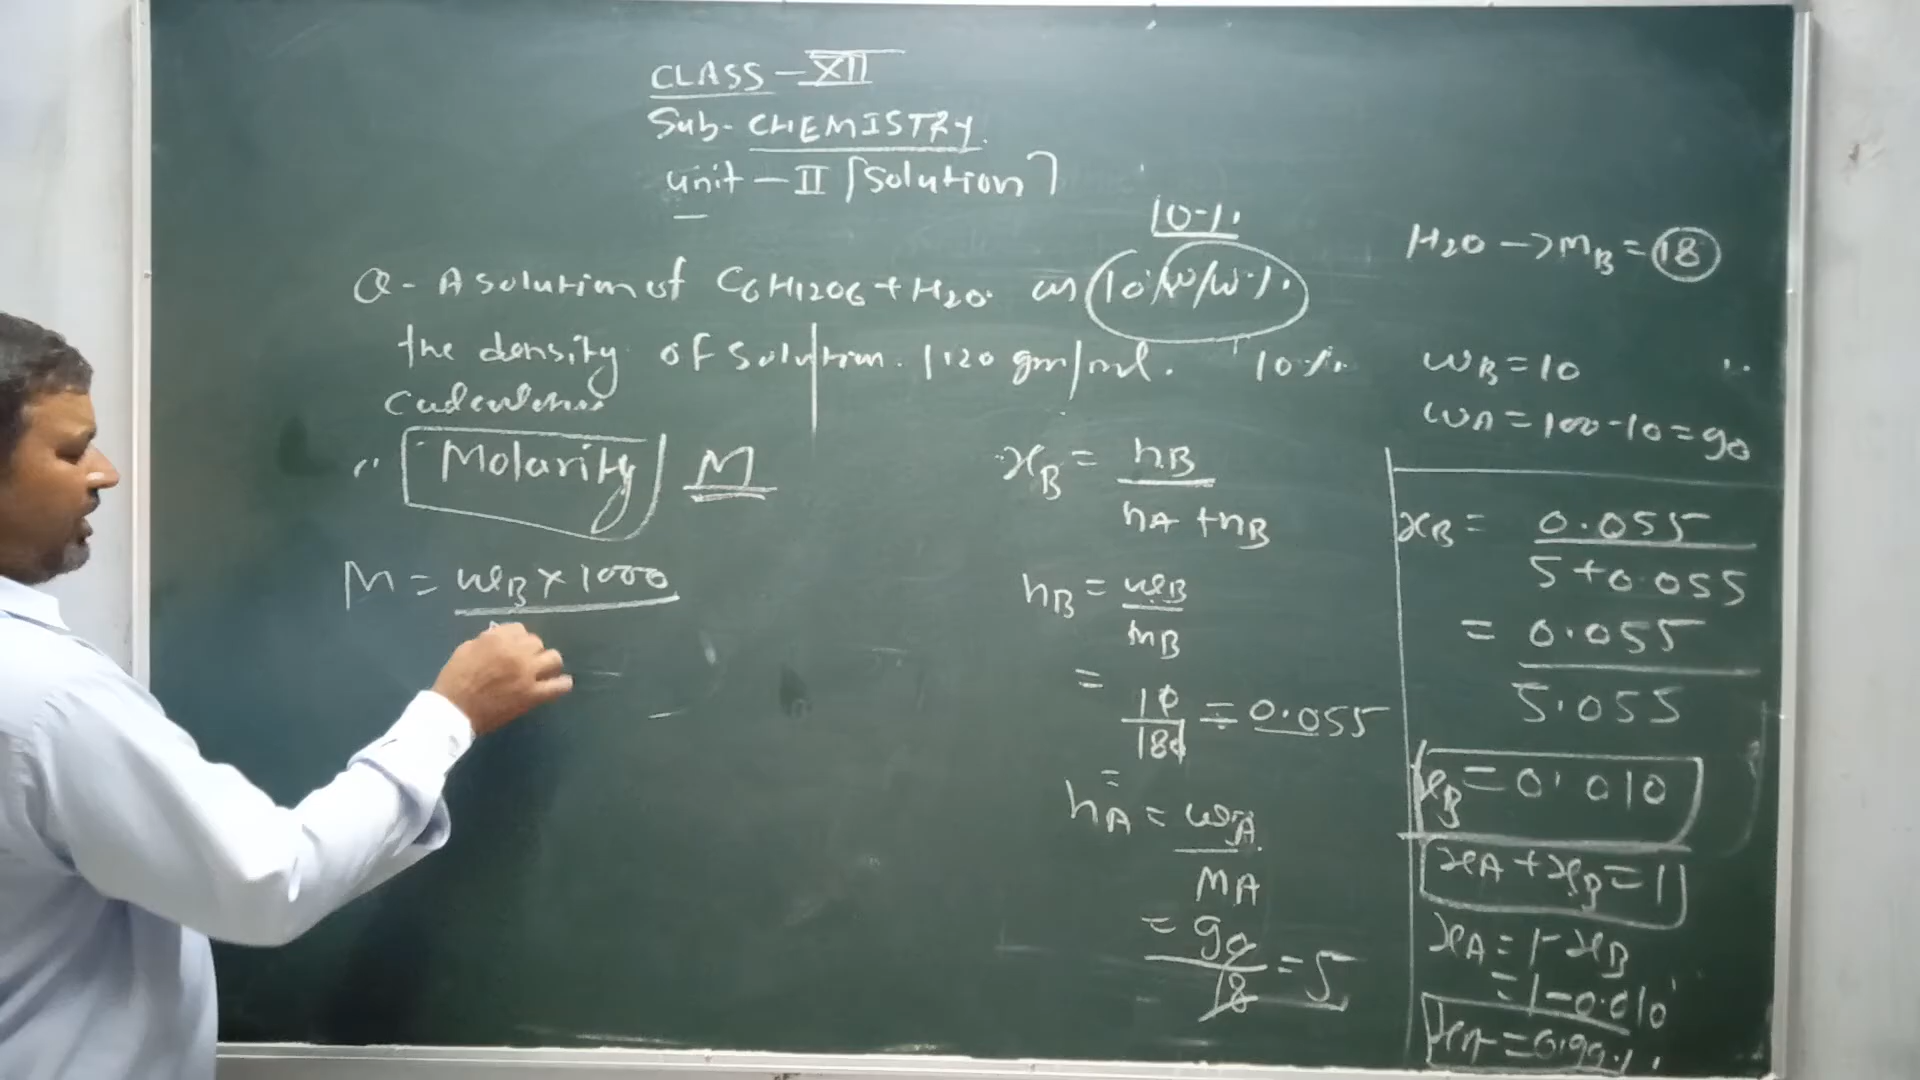 CLASS - XII
Sub- CHEMISTRY.
unit - II [Solution]
10%
Q- A solution of C6H12O6 + H2O as 10 W/W %.
the density of Solution. 1.20 gm/ml. 10%
Molarity M
M = wB × 1000
xB = nB
nA + nB
nB = wB
MB
= 10
180 = 0.055
nA = wA
MA
= 90
18 = 5
H2O → MB = 18
wB = 10
wA = 100 - 10 = 90
xB = 0.055
5 + 0.055
= 0.055
5.055
xB = 0.010
xA + xB = 1
xA = 1 - xB
= 1 - 0.010
xA = 0.99